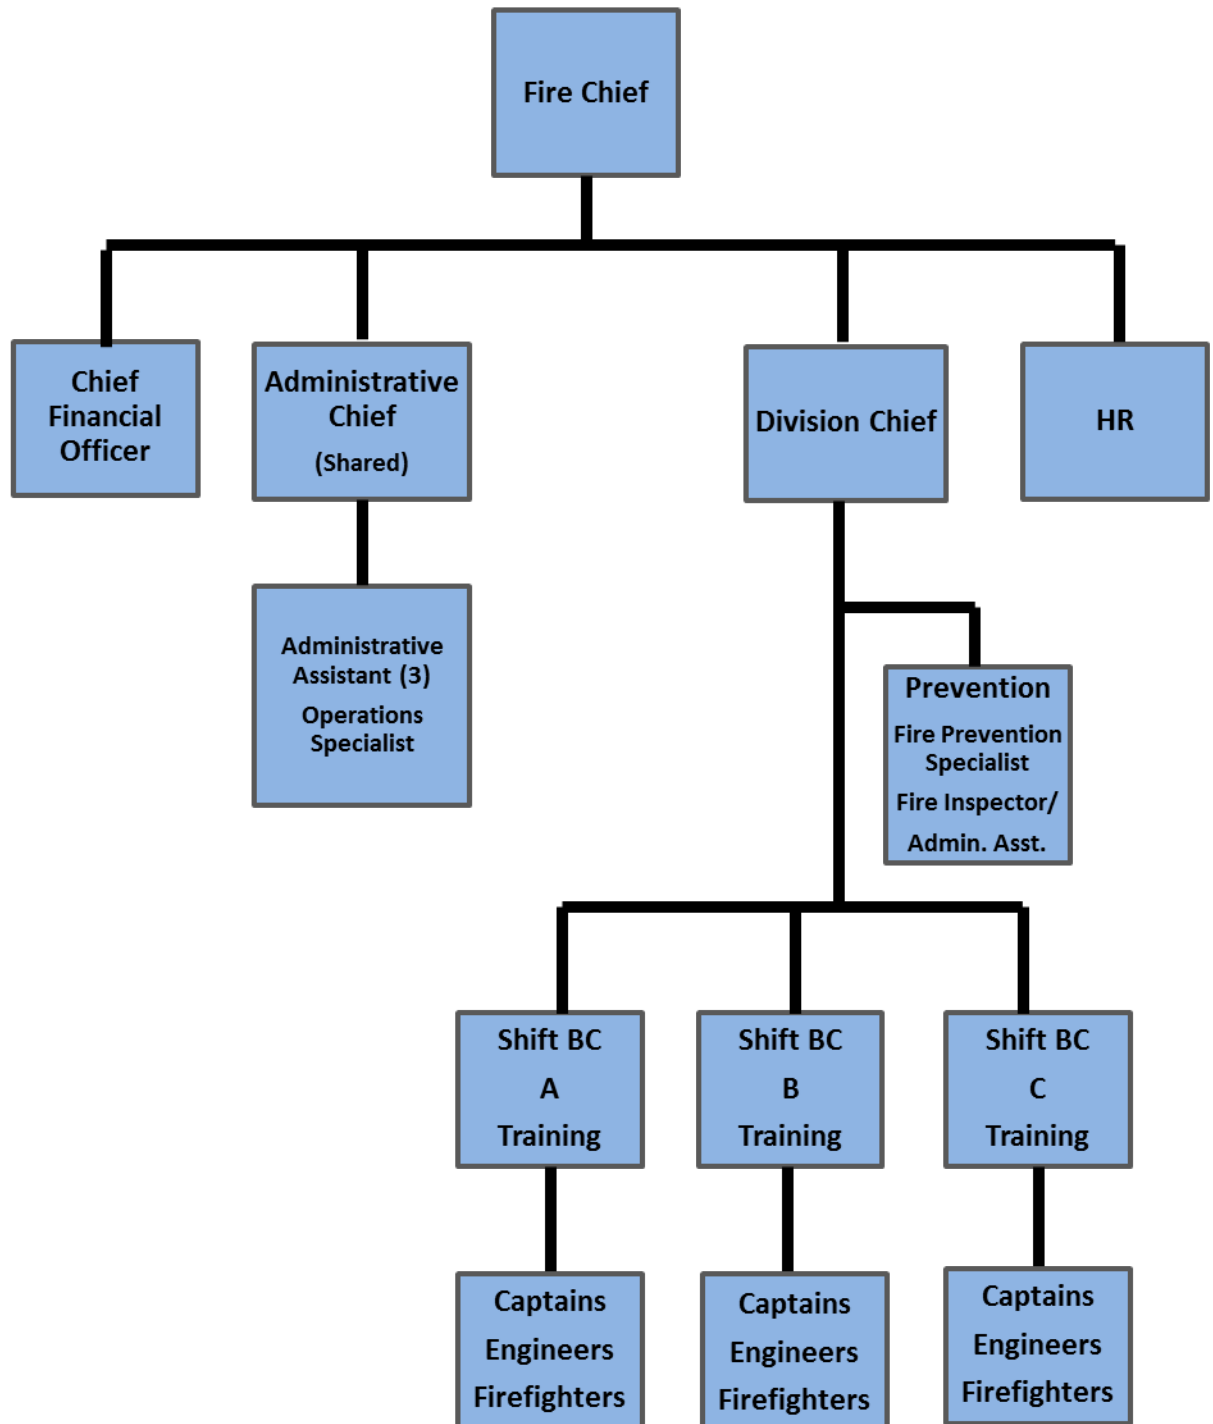 Fire Chief
Chief
Financial
Officer
Administrative
Chief
(Shared)
Division Chief
HR
Administrative
Assistant (3)
Operations
Specialist
Prevention
Fire Prevention
Specialist
Fire Inspector/
Admin. Asst.
Shift BC
A
Training
Shift BC
B
Training
Shift BC
C
Training
Captains
Engineers
Firefighters
Captains
Engineers
Firefighters
Captains
Engineers
Firefighters